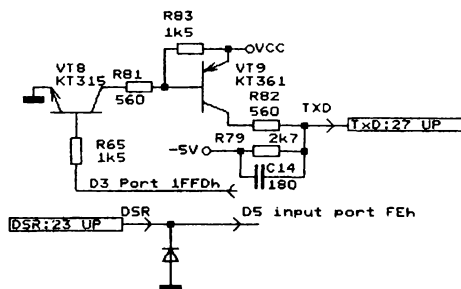 R83
1k5
VCC
VT8
KT315
R81
560
VT9
KT361
R82
560
TXD
TxD:27 UP
R65
1k5
-5V
R79
2k7
C14
180
D3 Port 1FFDh
DSR:23 UP
DSR
D5 input port FEh